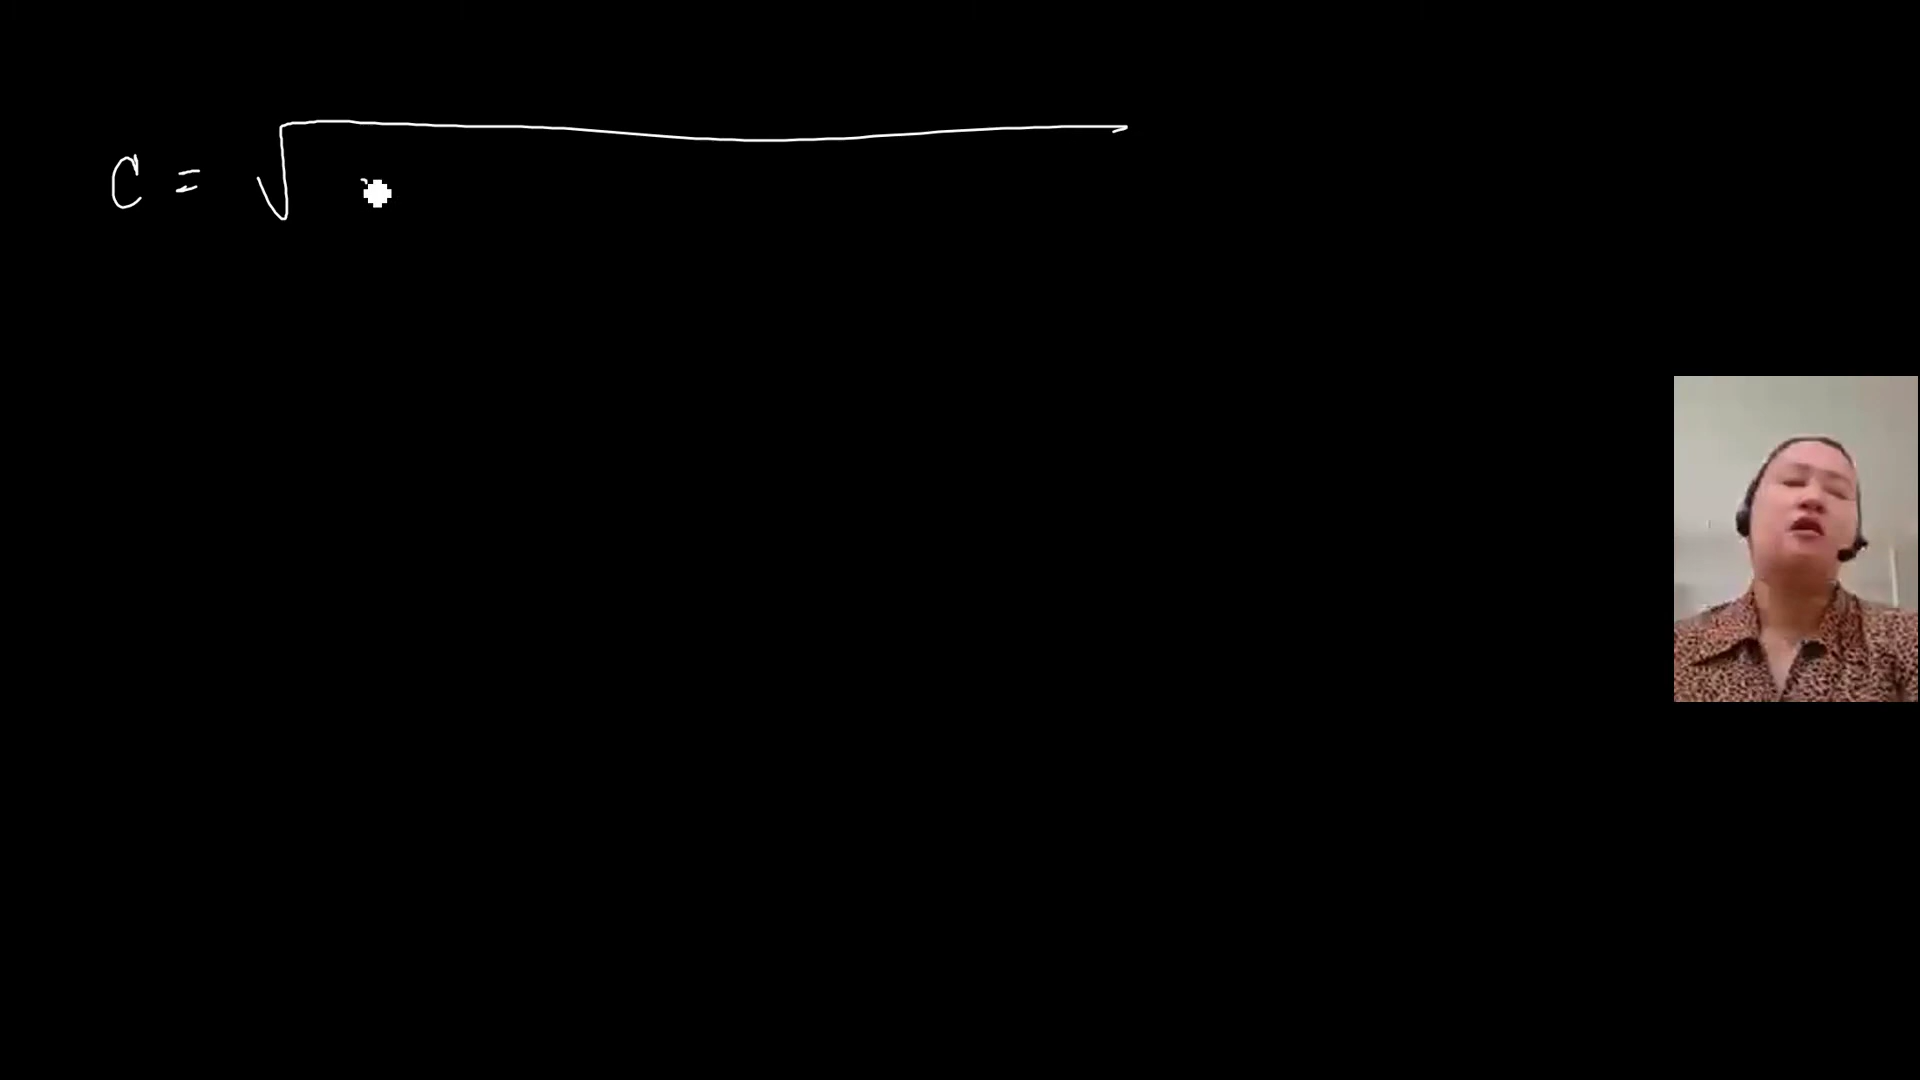 C = √